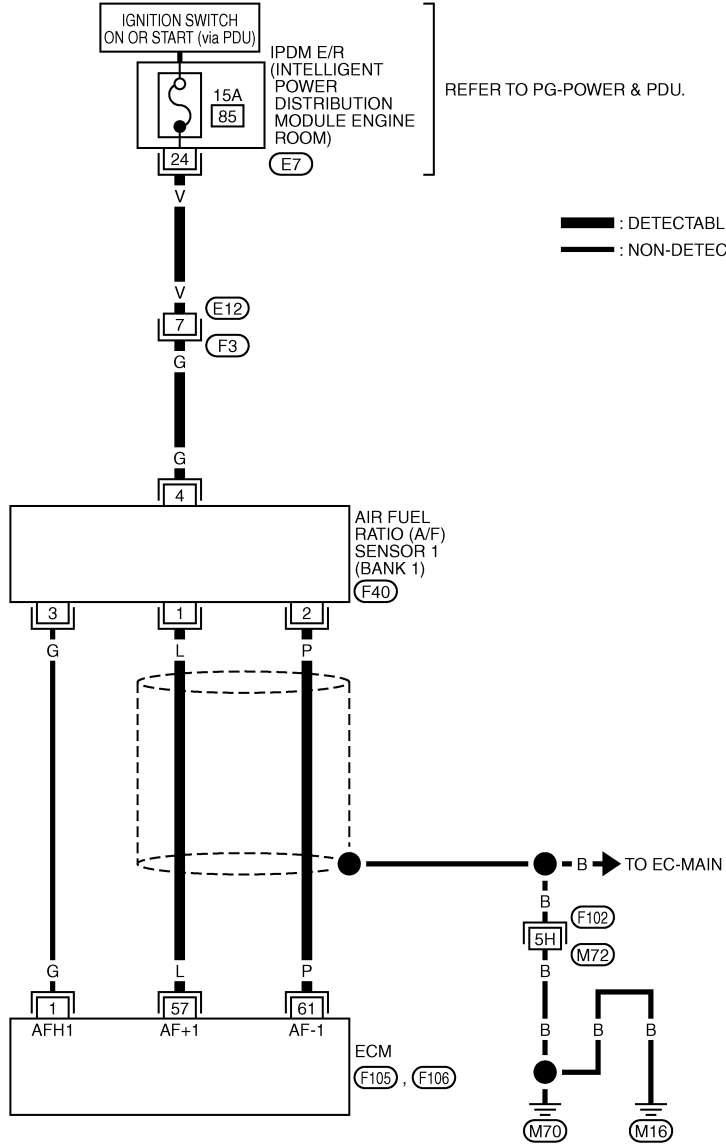 IGNITION SWITCH
ON OR START (via PDU)
IPDM E/R
(INTELLIGENT
POWER
DISTRIBUTION
MODULE ENGINE
ROOM)
REFER TO PG-POWER & PDU.
15A
85
24
E7
V
: DETECTABL
: NON-DETEC
V
E12
7
F3
G
G
4
AIR FUEL
RATIO (A/F)
SENSOR 1
(BANK 1)
F40
3 1 2
G L P
B TO EC-MAIN
B
F102
5H
M72
G L P B
1 57 61
AFH1 AF+1 AF-1 B B B
ECM
F105 , F106
M70 M16